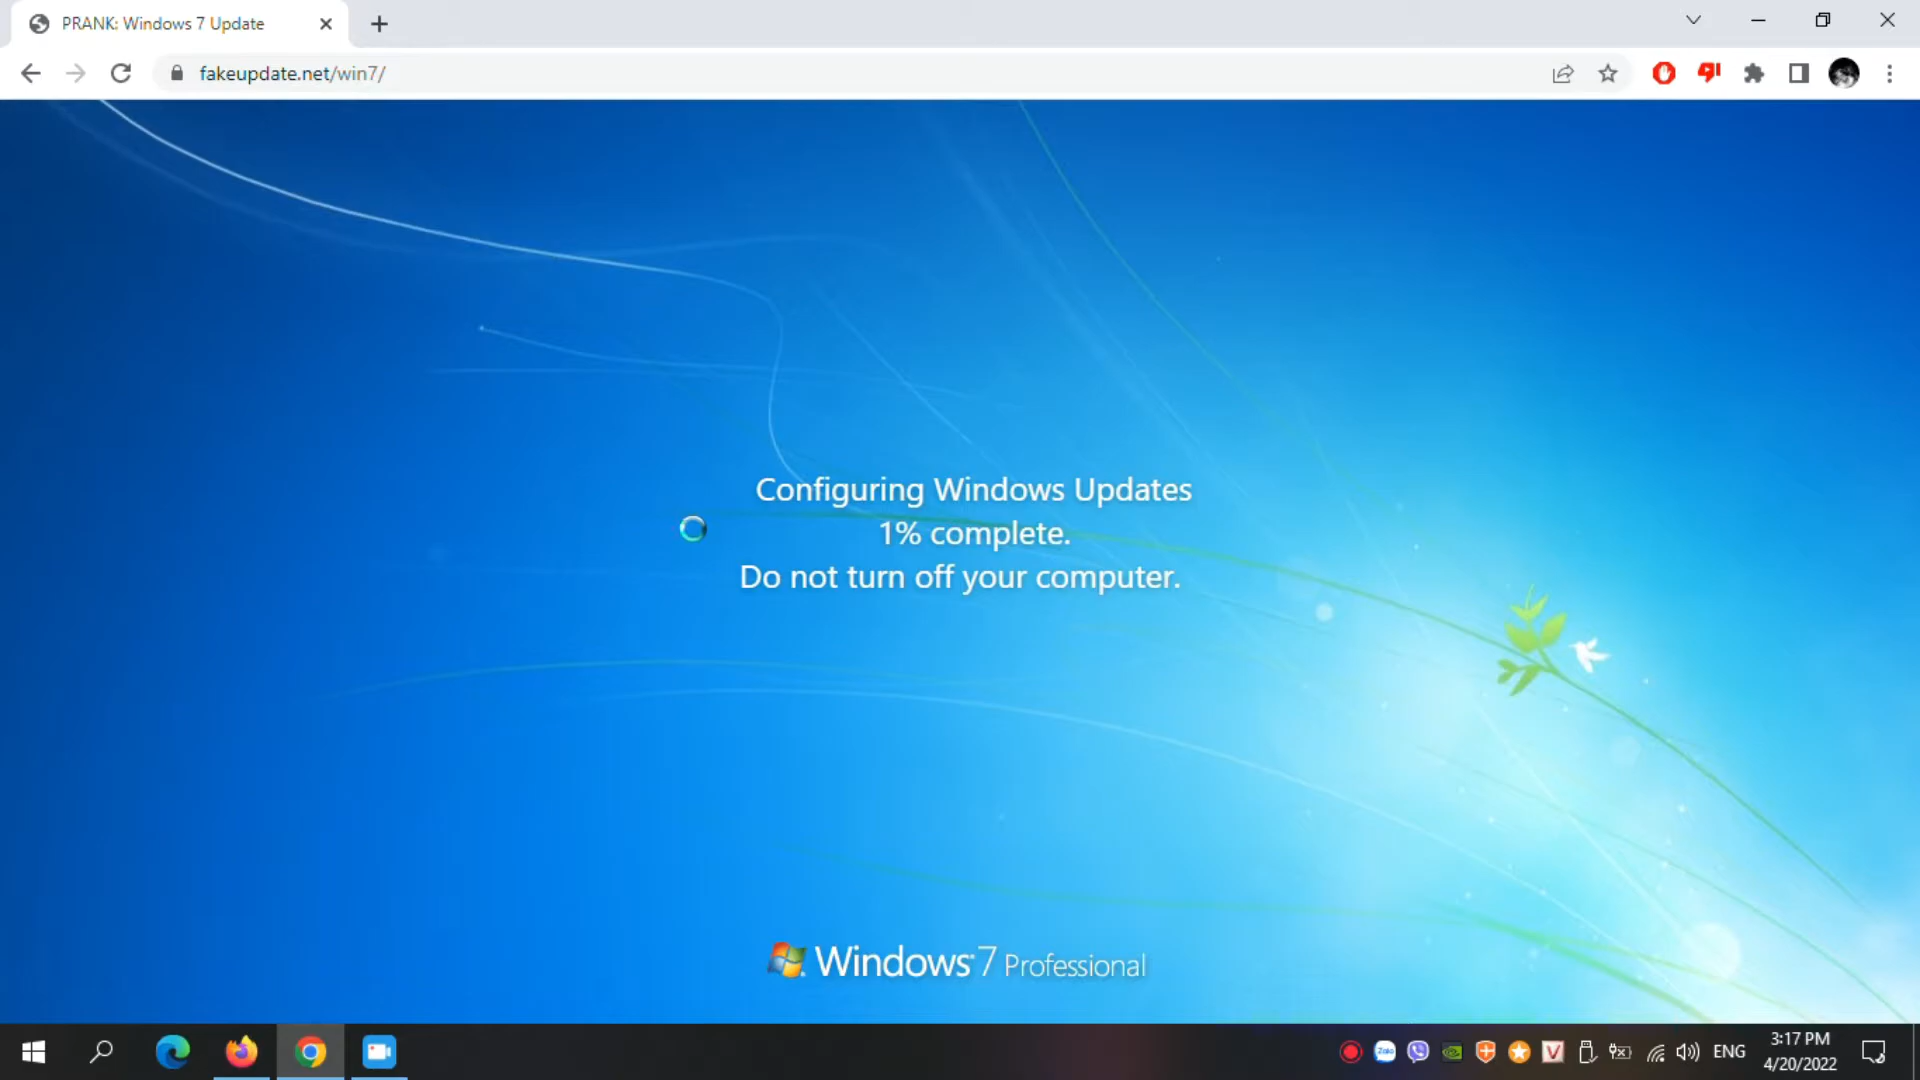 PRANK: Windows 7 Update
fakeupdate.net/win7/
Configuring Windows Updates
1% complete.
Do not turn off your computer.
Windows 7 Professional
Zalo
V
ENG
3:17 PM
4/20/2022